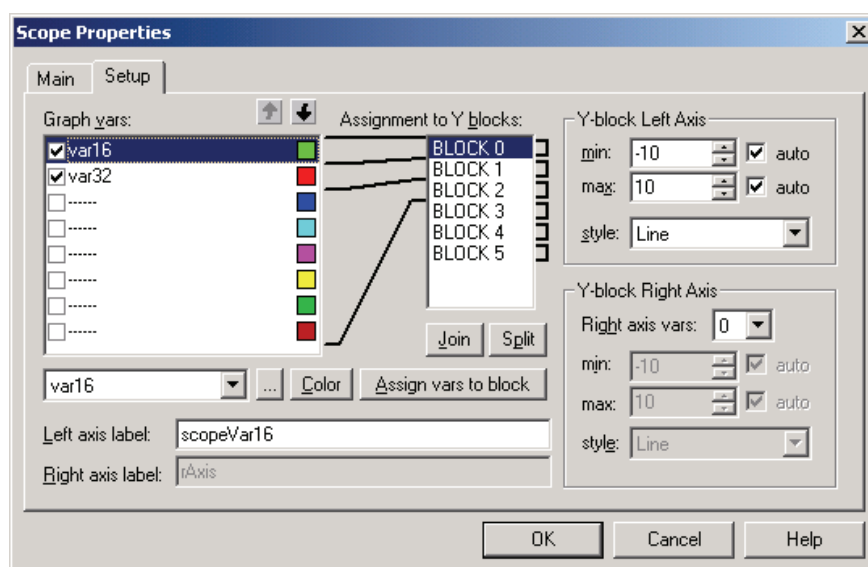 Scope Properties
Main
Setup
Graph vars:
var16
var32
------
------
------
------
------
------
Assignment to Y blocks:
BLOCK 0
BLOCK 1
BLOCK 2
BLOCK 3
BLOCK 4
BLOCK 5
Join
Split
var16
...
Color
Assign vars to block
Left axis label:
scopeVar16
Right axis label:
rAxis
Y-block Left Axis
min:
-10
auto
max:
10
auto
style:
Line
Y-block Right Axis
Right axis vars:
0
min:
-10
auto
max:
10
auto
style:
Line
OK
Cancel
Help